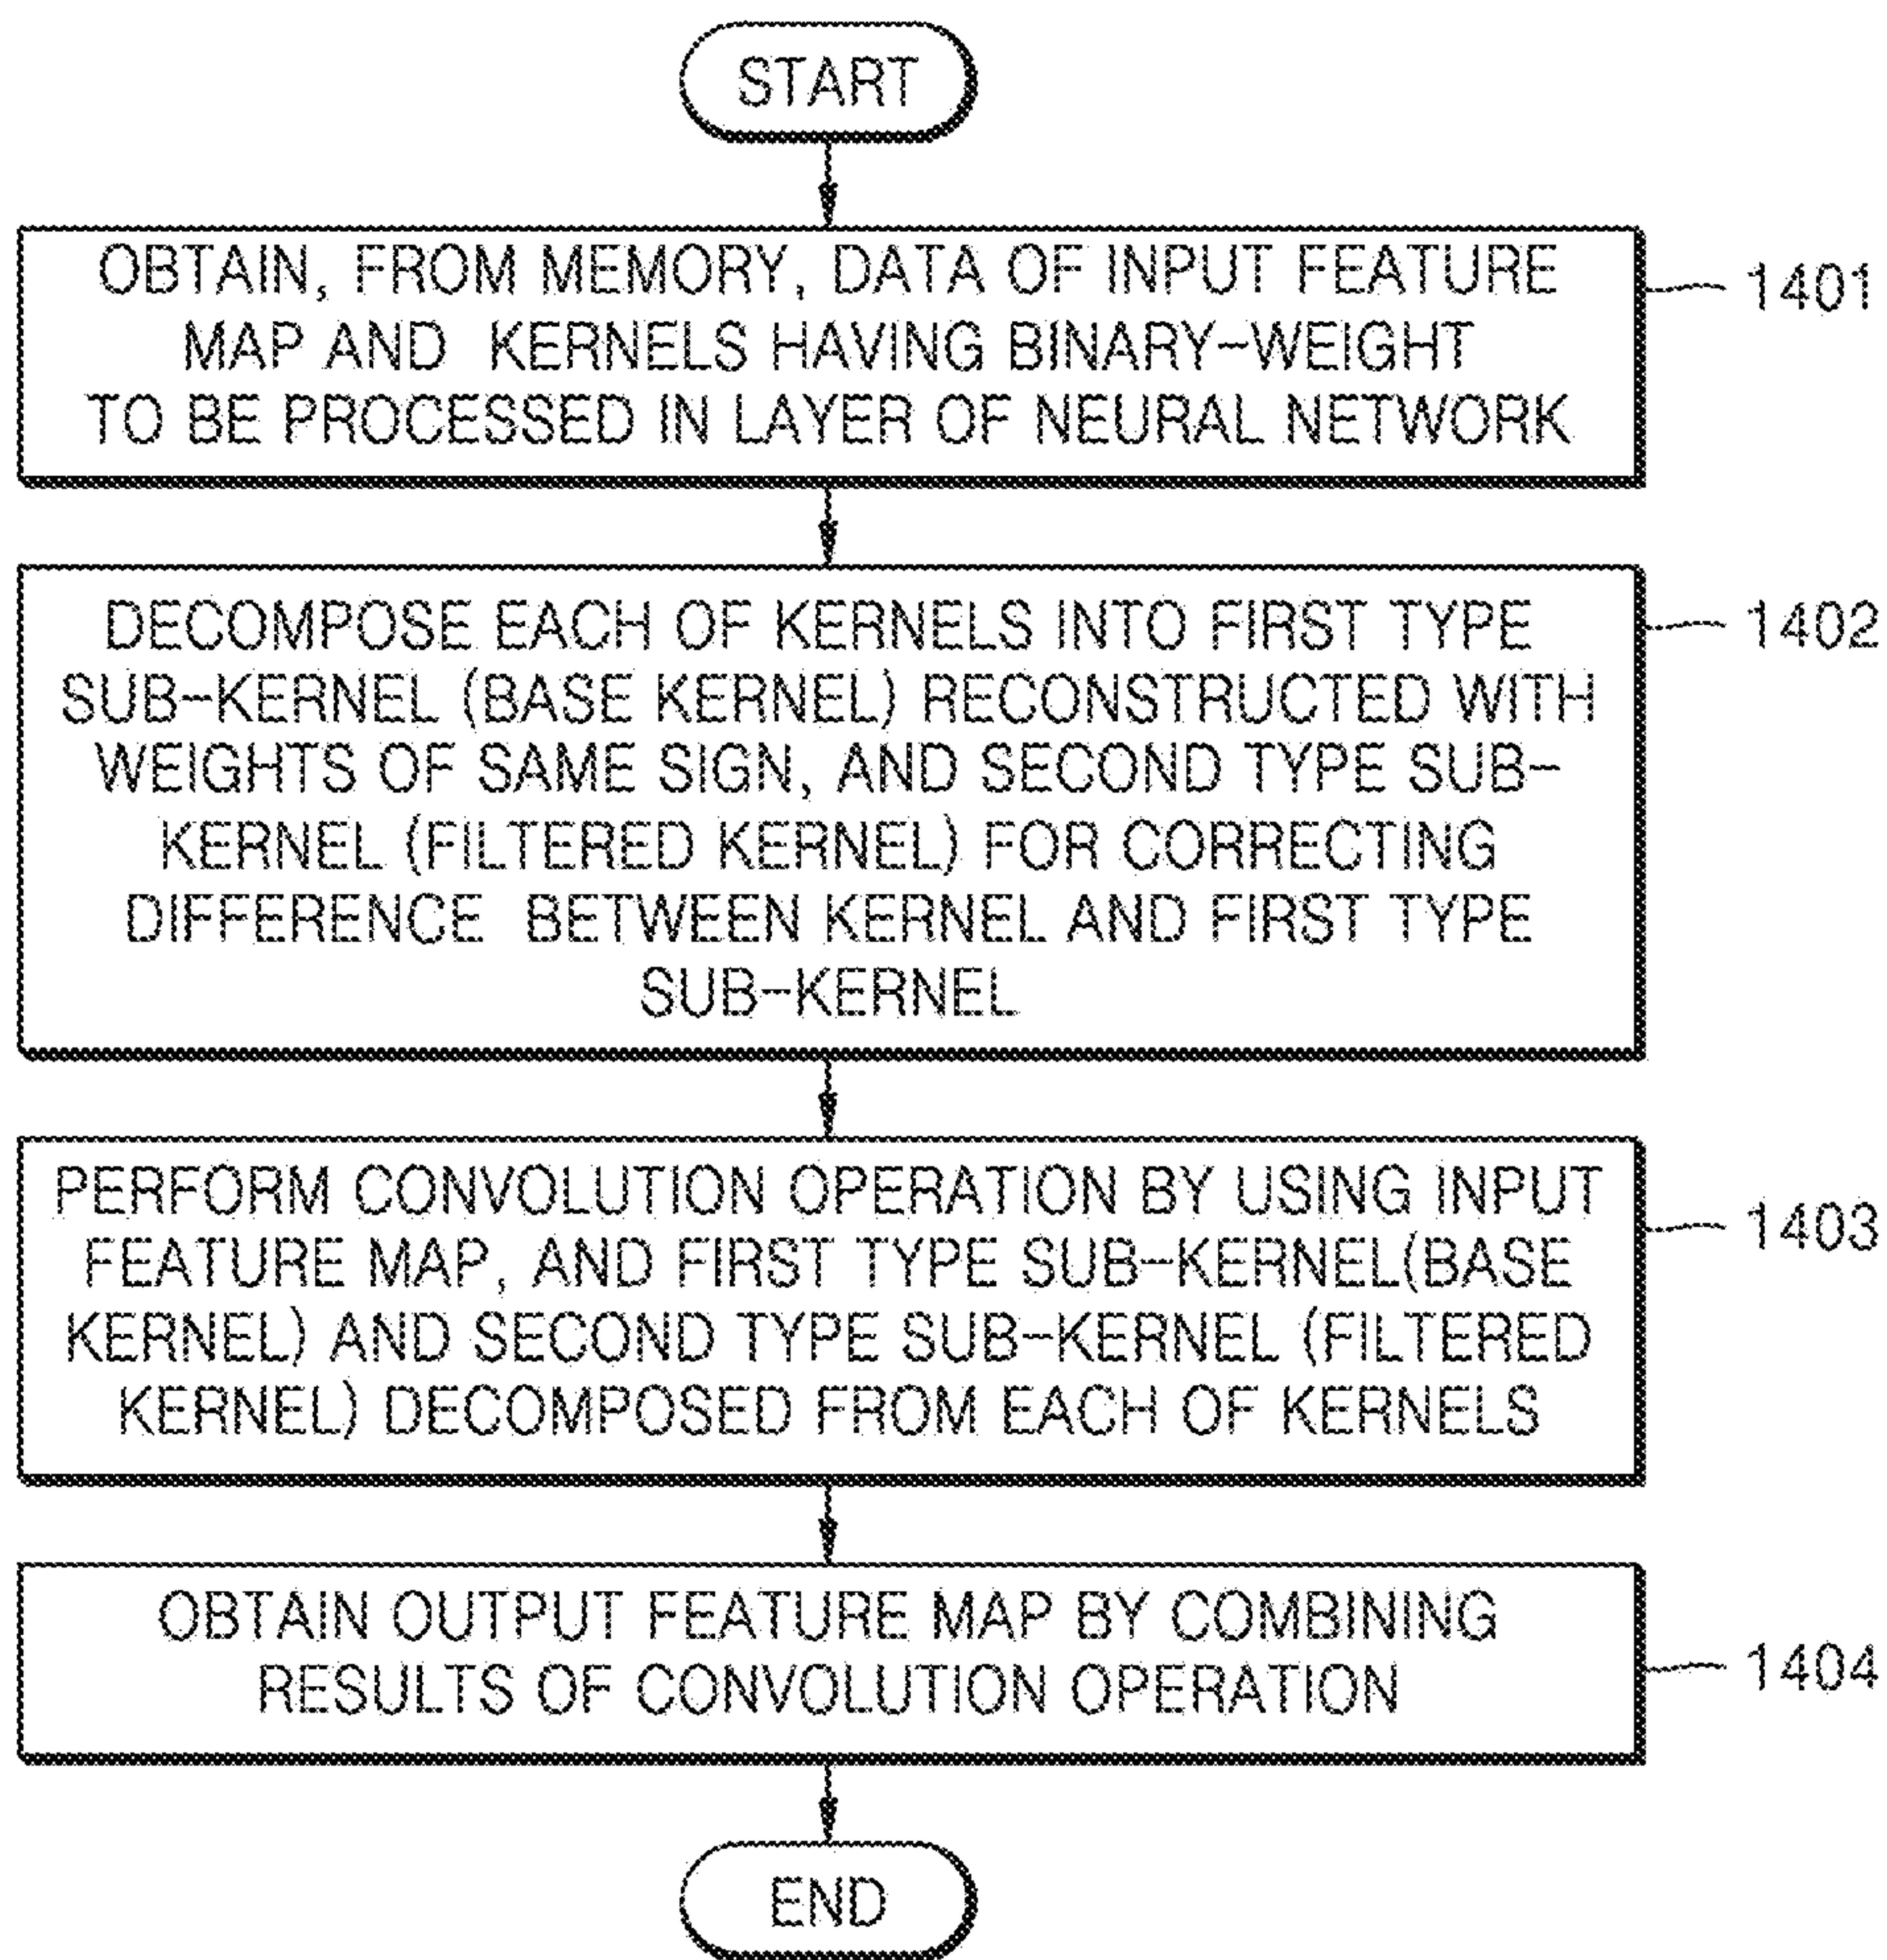 START
OBTAIN, FROM MEMORY, DATA OF INPUT FEATURE
MAP AND KERNELS HAVING BINARY-WEIGHT
TO BE PROCESSED IN LAYER OF NEURAL NETWORK
1401
DECOMPOSE EACH OF KERNELS INTO FIRST TYPE
SUB-KERNEL (BASE KERNEL) RECONSTRUCTED WITH
WEIGHTS OF SAME SIGN, AND SECOND TYPE SUB-
KERNEL (FILTERED KERNEL) FOR CORRECTING
DIFFERENCE BETWEEN KERNEL AND FIRST TYPE
SUB-KERNEL
1402
PERFORM CONVOLUTION OPERATION BY USING INPUT
FEATURE MAP, AND FIRST TYPE SUB-KERNEL(BASE
KERNEL) AND SECOND TYPE SUB-KERNEL (FILTERED
KERNEL) DECOMPOSED FROM EACH OF KERNELS
1403
OBTAIN OUTPUT FEATURE MAP BY COMBINING
RESULTS OF CONVOLUTION OPERATION
1404
END